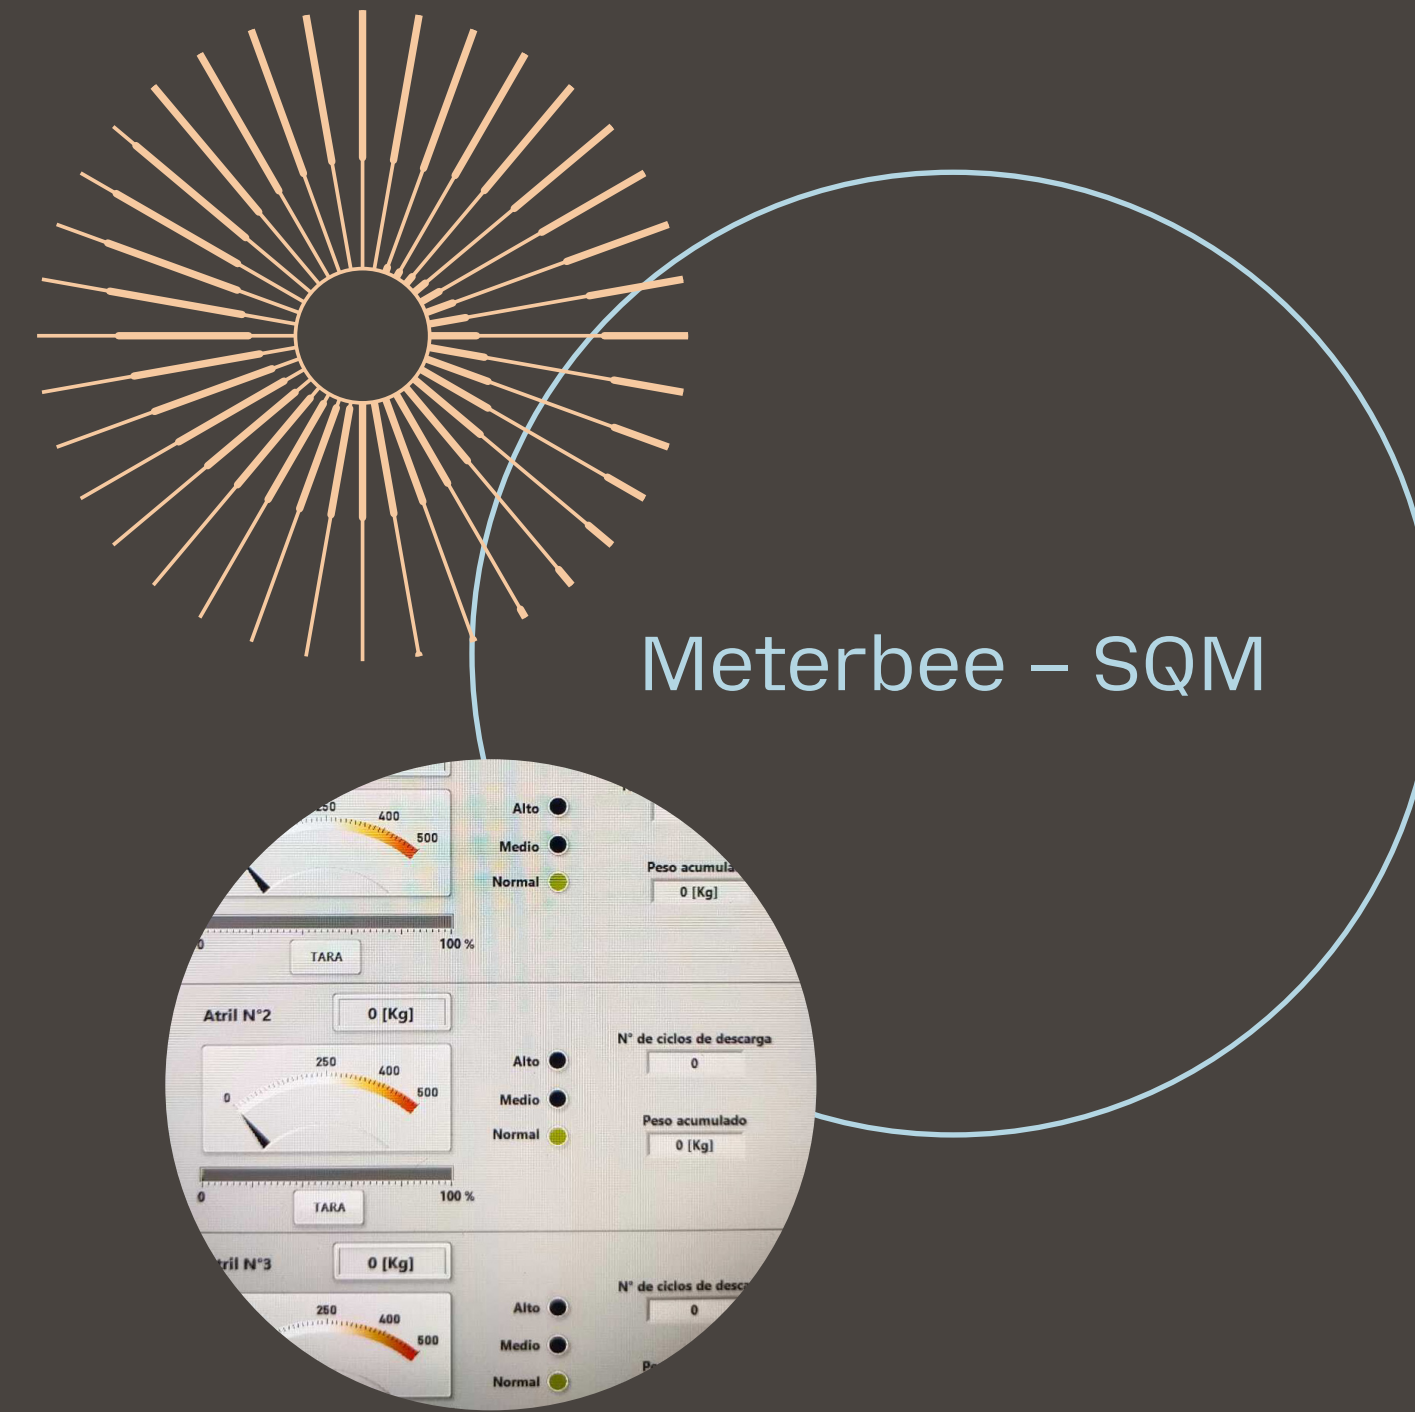 Meterbee – SQM
250
400
500
Alto
Medio
Normal
Peso acumula
0 [Kg]
0
100 %
TARA
Atril N°2
0 [Kg]
0
250
400
500
Alto
Medio
Normal
N° de ciclos de descarga
0
Peso acumulado
0 [Kg]
0
100 %
TARA
tril N°3
0 [Kg]
250
400
500
Alto
Medio
Normal
N° de ciclos de desca
0
Pe